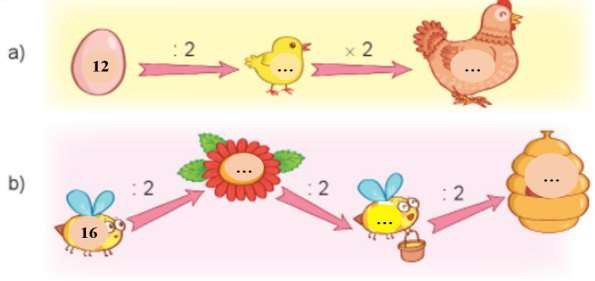 a) 12 : 2 ... × 2 ...
b) 16 : 2 ... : 2 ... : 2 ...